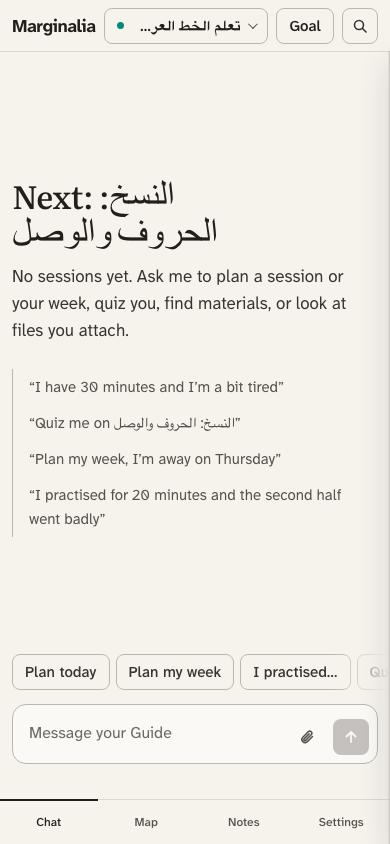 Marginalia
تعلم الخط العر...
Goal
Next: النسخ:
الحروف والوصل
No sessions yet. Ask me to plan a session or
your week, quiz you, find materials, or look at
files you attach.
“I have 30 minutes and I’m a bit tired”
“Quiz me on النسخ: الحروف والوصل”
“Plan my week, I’m away on Thursday”
“I practised for 20 minutes and the second half
went badly”
Plan today
Plan my week
I practised...
Message your Guide
Chat
Map
Notes
Settings